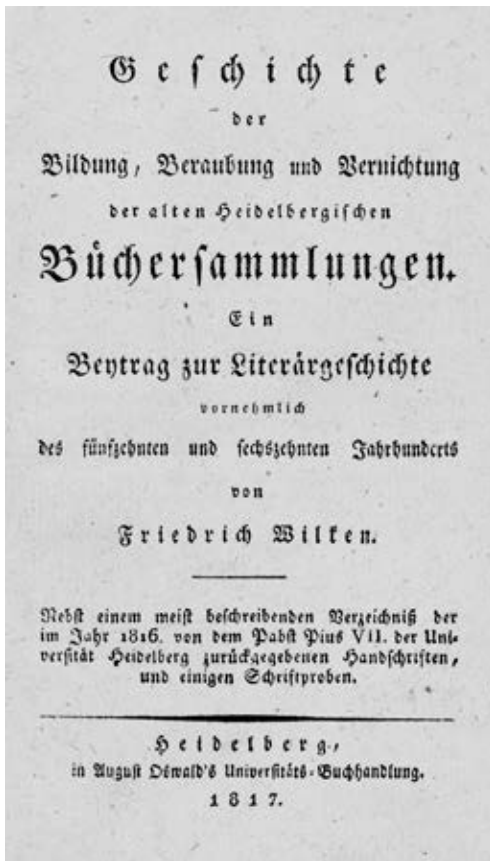 Geschichte
der
Bildung, Beraubung und Vernichtung
der alten Heidelbergischen
Büchersammlungen.
Ein
Beytrag zur Literärgeschichte
vornehmlich
des fünfzehnten und sechszehnten Jahrhunderts
von
Friedrich Wilken.
Nebst einem meist beschreibenden Verzeichniß der
im Jahr 1816. von dem Pabst Pius VII. der Uni-
versität Heidelberg zurückgegebenen Handschriften,
und einigen Schriftproben.
Heidelberg,
in August Oswald's Universitäts-Buchhandlung.
1817.